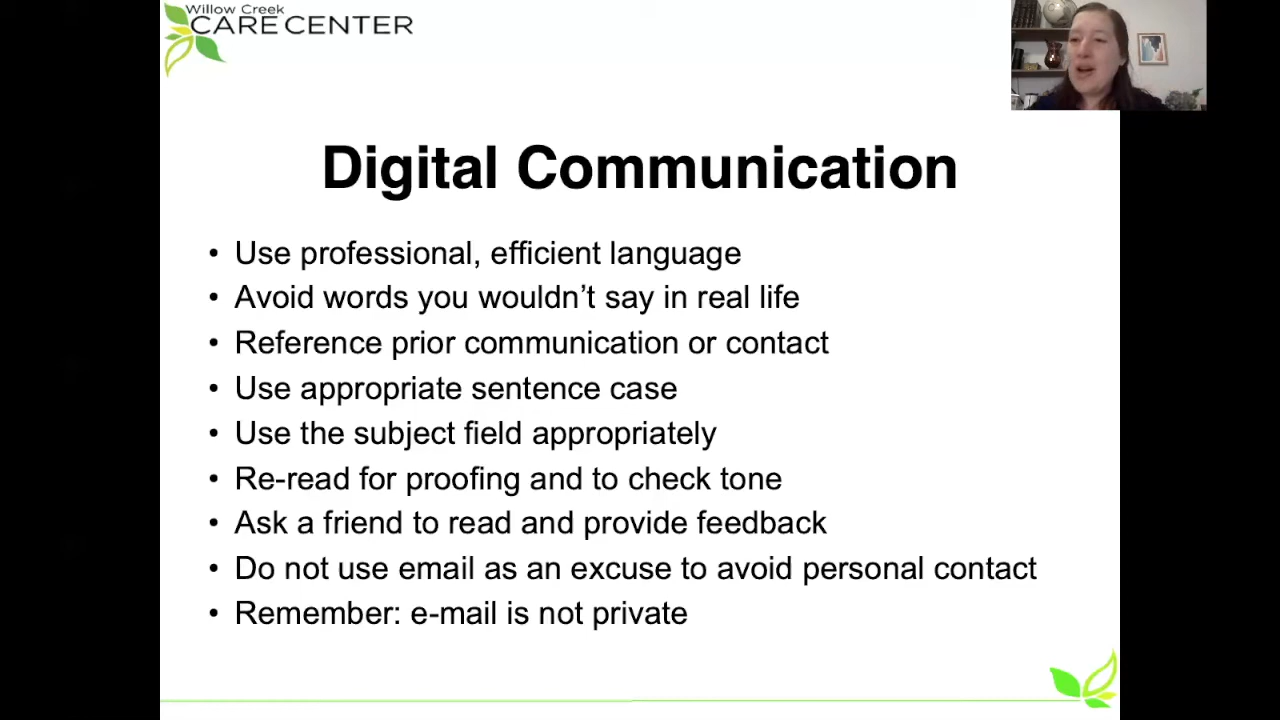 Willow Creek
CARE CENTER
Digital Communication
• Use professional, efficient language
• Avoid words you wouldn’t say in real life
• Reference prior communication or contact
• Use appropriate sentence case
• Use the subject field appropriately
• Re-read for proofing and to check tone
• Ask a friend to read and provide feedback
• Do not use email as an excuse to avoid personal contact
• Remember: e-mail is not private